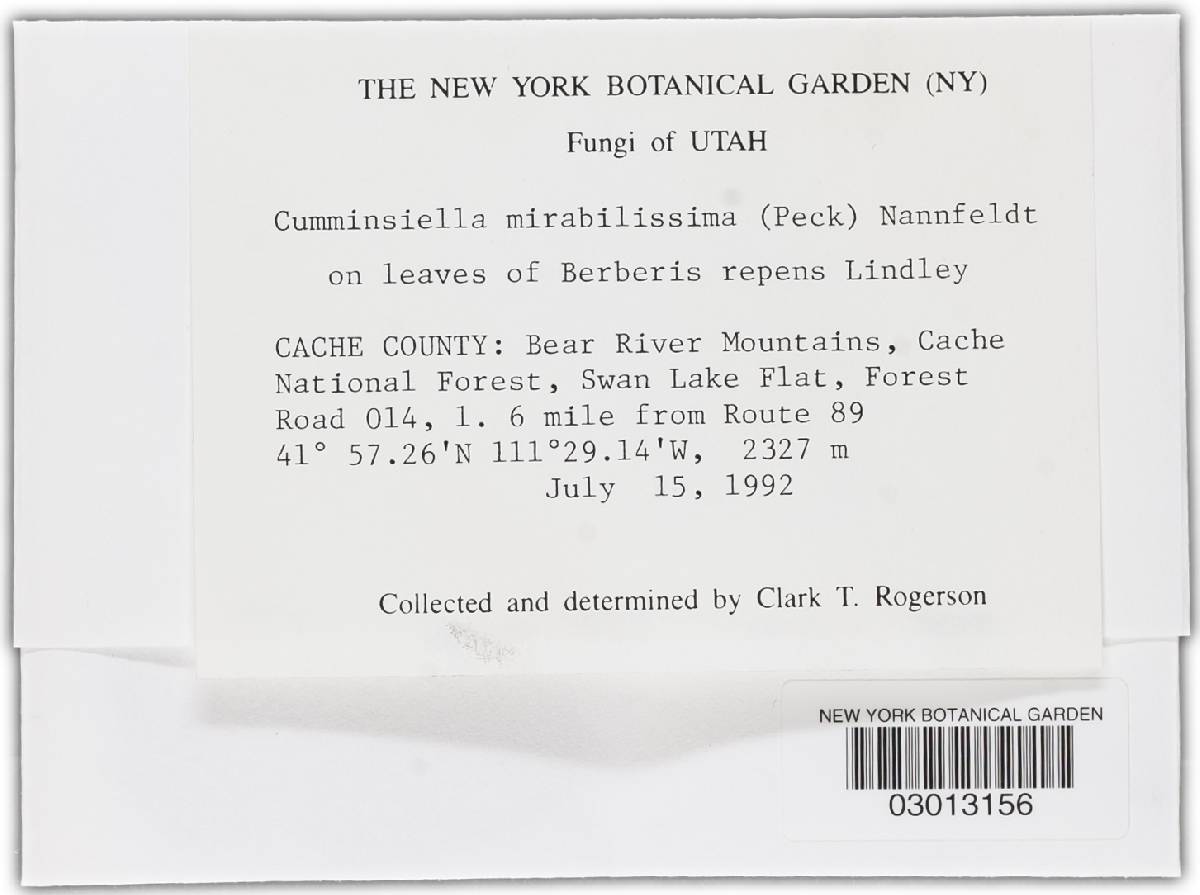 THE NEW YORK BOTANICAL GARDEN (NY)
Fungi of UTAH
Cumminsiella mirabilissima (Peck) Nannfeldt
on leaves of Berberis repens Lindley
CACHE COUNTY: Bear River Mountains, Cache
National Forest, Swan Lake Flat, Forest
Road 014, 1. 6 mile from Route 89
41° 57.26'N 111°29.14'W, 2327 m
July 15, 1992
Collected and determined by Clark T. Rogerson
NEW YORK BOTANICAL GARDEN
03013156